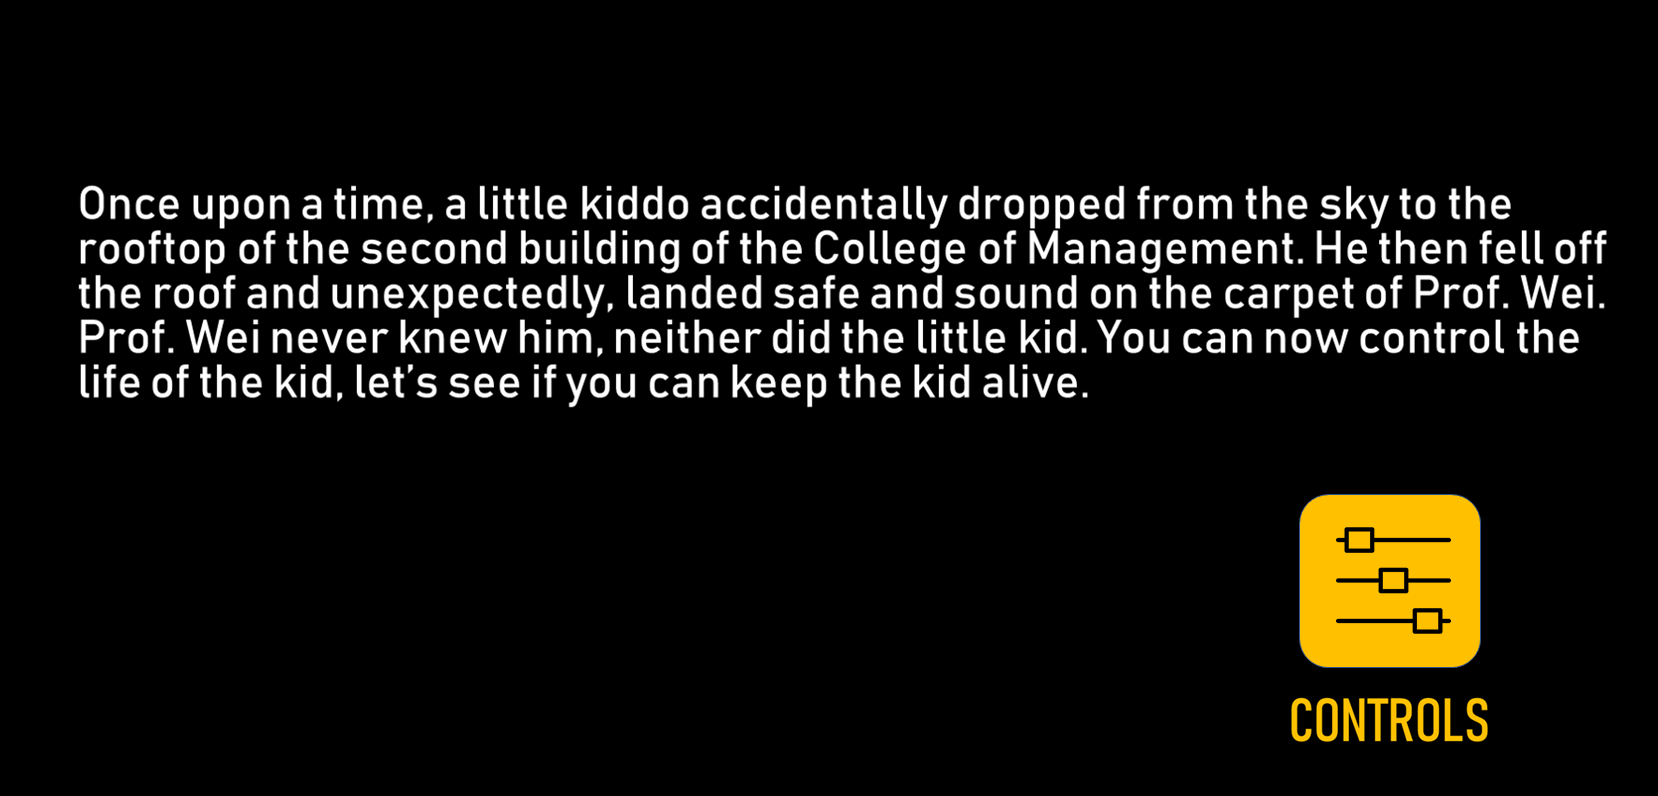 Once upon a time, a little kiddo accidentally dropped from the sky to the
rooftop of the second building of the College of Management. He then fell off
the roof and unexpectedly, landed safe and sound on the carpet of Prof. Wei.
Prof. Wei never knew him, neither did the little kid. You can now control the
life of the kid, let’s see if you can keep the kid alive.
CONTROLS